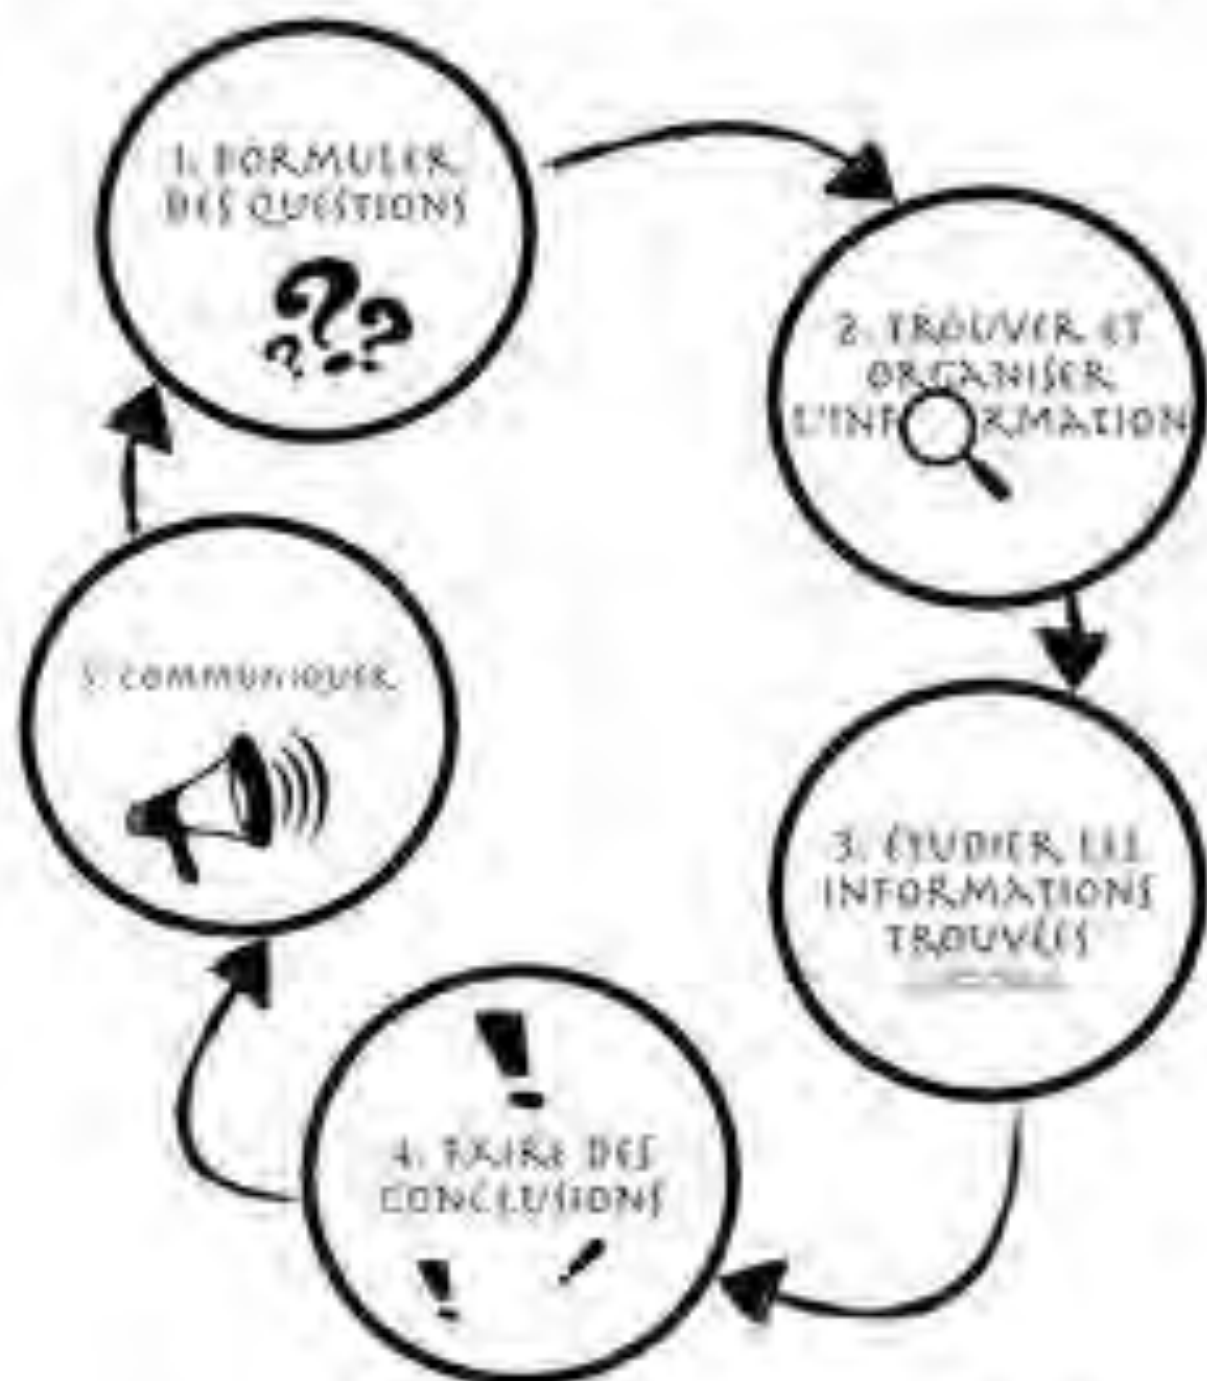 1. FORMULER
DES QUESTIONS
2. TROUVER ET
ORGANISER
L'INFORMATION
3. ÉTUDIER LES
INFORMATIONS
TROUVÉES
4. FAIRE DES
CONCLUSIONS
5. COMMUNIQUER